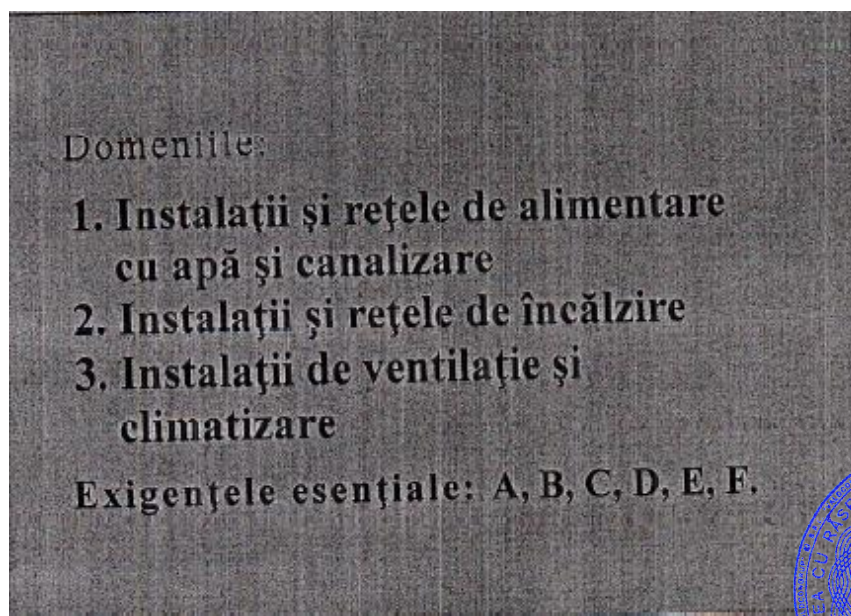 Domeniile:
1. Instalaţii şi reţele de alimentare
cu apă şi canalizare
2. Instalaţii şi reţele de încălzire
3. Instalaţii de ventilaţie şi
climatizare
Exigenţele esenţiale: A, B, C, D, E, F.